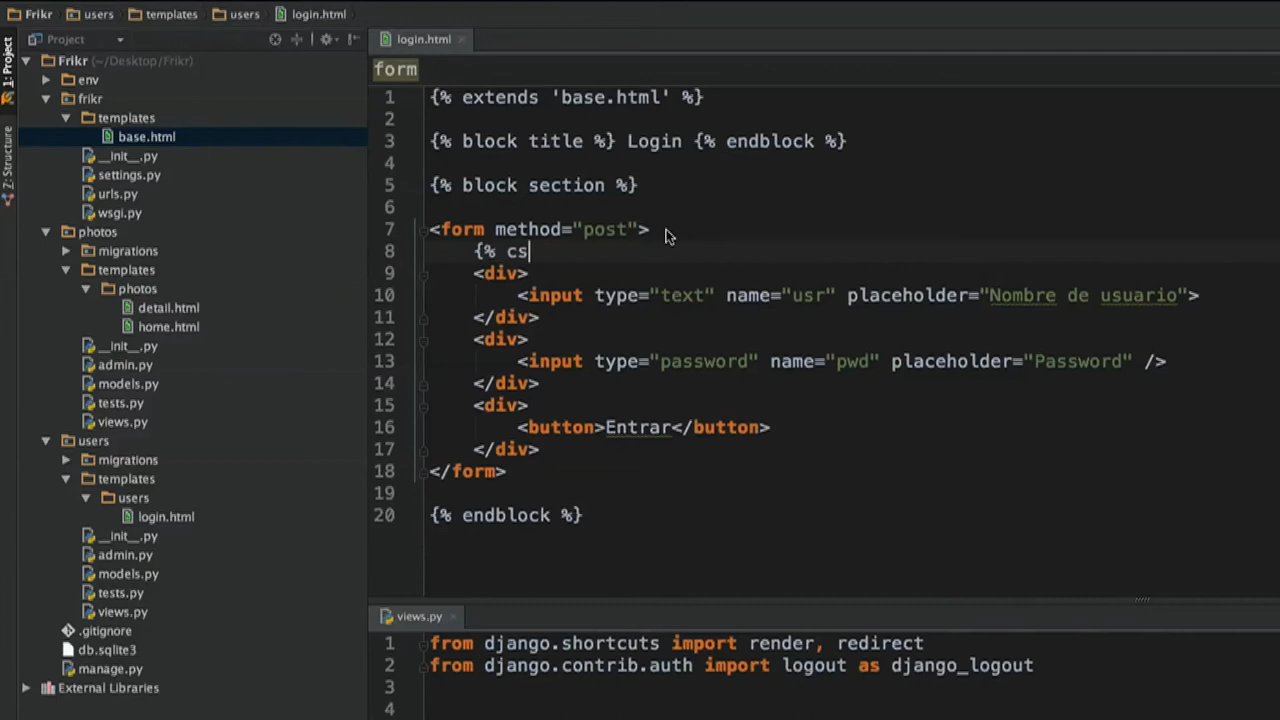 Frikr users templates users login.html
1: Project
Z: Structure
Project
Frikr (~/Desktop/Frikr)
env
frikr
templates
base.html
__init__.py
settings.py
urls.py
wsgi.py
photos
migrations
templates
photos
detail.html
home.html
__init__.py
admin.py
models.py
tests.py
views.py
users
migrations
templates
users
login.html
__init__.py
admin.py
models.py
tests.py
views.py
.gitignore
db.sqlite3
manage.py
External Libraries
login.html
form
1 {% extends 'base.html' %}
2
3 {% block title %} Login {% endblock %}
4
5 {% block section %}
6
7 <form method="post">
8 {% cs
9 <div>
10 <input type="text" name="usr" placeholder="Nombre de usuario">
11 </div>
12 <div>
13 <input type="password" name="pwd" placeholder="Password" />
14 </div>
15 <div>
16 <button>Entrar</button>
17 </div>
18 </form>
19
20 {% endblock %}
views.py
1 from django.shortcuts import render, redirect
2 from django.contrib.auth import logout as django_logout
3
4